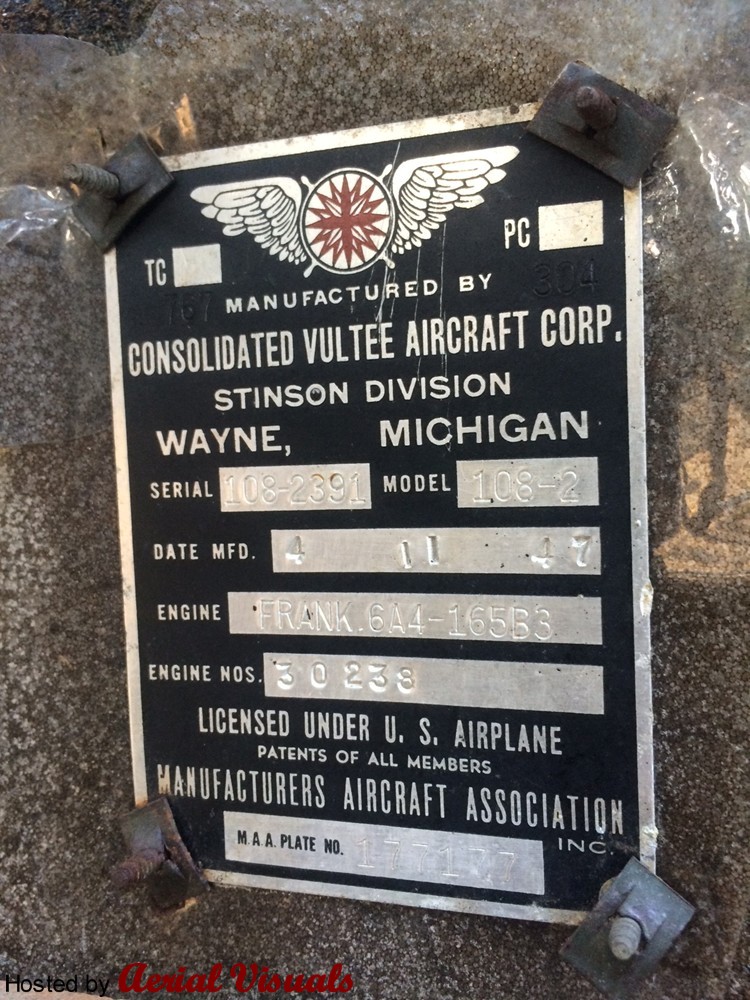 TC
PC
767
304
MANUFACTURED BY
CONSOLIDATED VULTEE AIRCRAFT CORP.
STINSON DIVISION
WAYNE, MICHIGAN
SERIAL 108-2391 MODEL 108-2
DATE MFD. 4 11 47
ENGINE FRANK.6A4-165B3
ENGINE NOS. 30238
LICENSED UNDER U. S. AIRPLANE
PATENTS OF ALL MEMBERS
MANUFACTURERS AIRCRAFT ASSOCIATION
INC.
M.A.A. PLATE NO. 177177
Hosted by Aerial Visuals